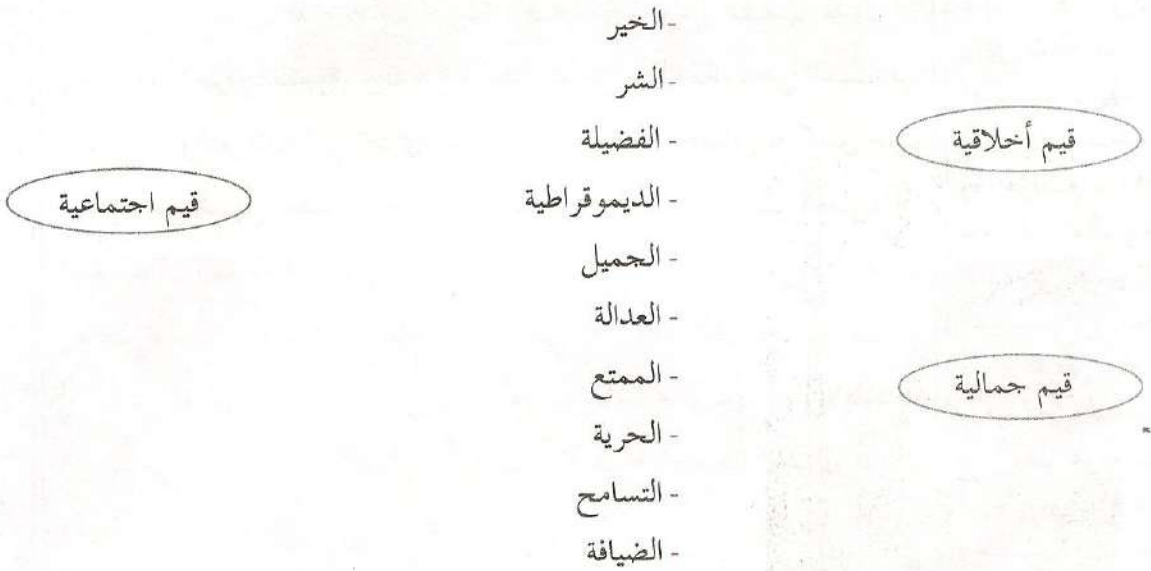 - الخير
- الشر
- الفضيلة
قيم أخلاقية
- الديموقراطية
قيم اجتماعية
- الجميل
- العدالة
- الممتع
قيم جمالية
- الحرية
- التسامح
- الضيافة